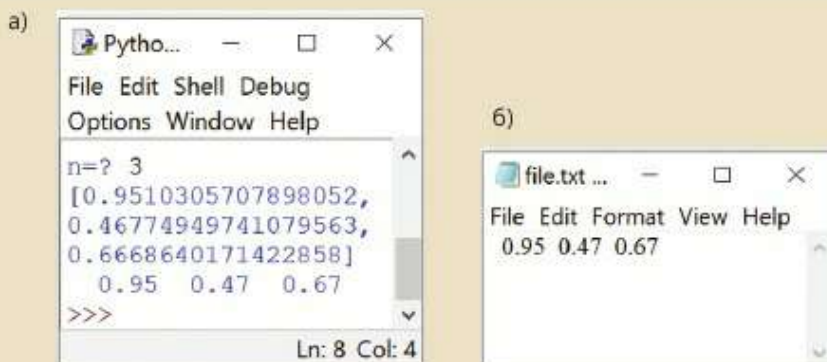 а)
Pytho...
File Edit Shell Debug
Options Window Help
n=? 3
[0.9510305707898052,
0.46774949741079563,
0.6668640171422858]
0.95 0.47 0.67
>>>
Ln: 8 Col: 4
б)
file.txt ...
File Edit Format View Help
0.95 0.47 0.67